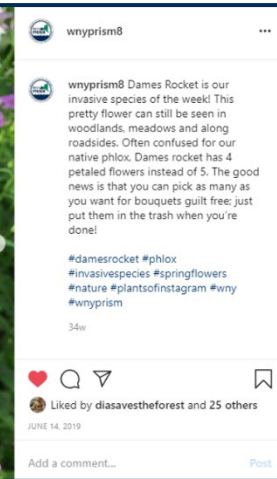 wnyprism8
wnyprism8 Dames Rocket is our
invasive species of the week! This
pretty flower can still be seen in
woodlands, meadows and along
roadsides. Often confused for our
native phlox, Dames rocket has 4
petaled flowers instead of 5. The good
news is that you can pick as many as
you want for bouquets guilt free; just
put them in the trash when you're
done!
#damesrocket #phlox
#invasivespecies #springflowers
#nature #plantsofinstagram #wny
#wnyprism
34w
Liked by diasavestheforest and 25 others
JUNE 14, 2019
Add a comment...
Post